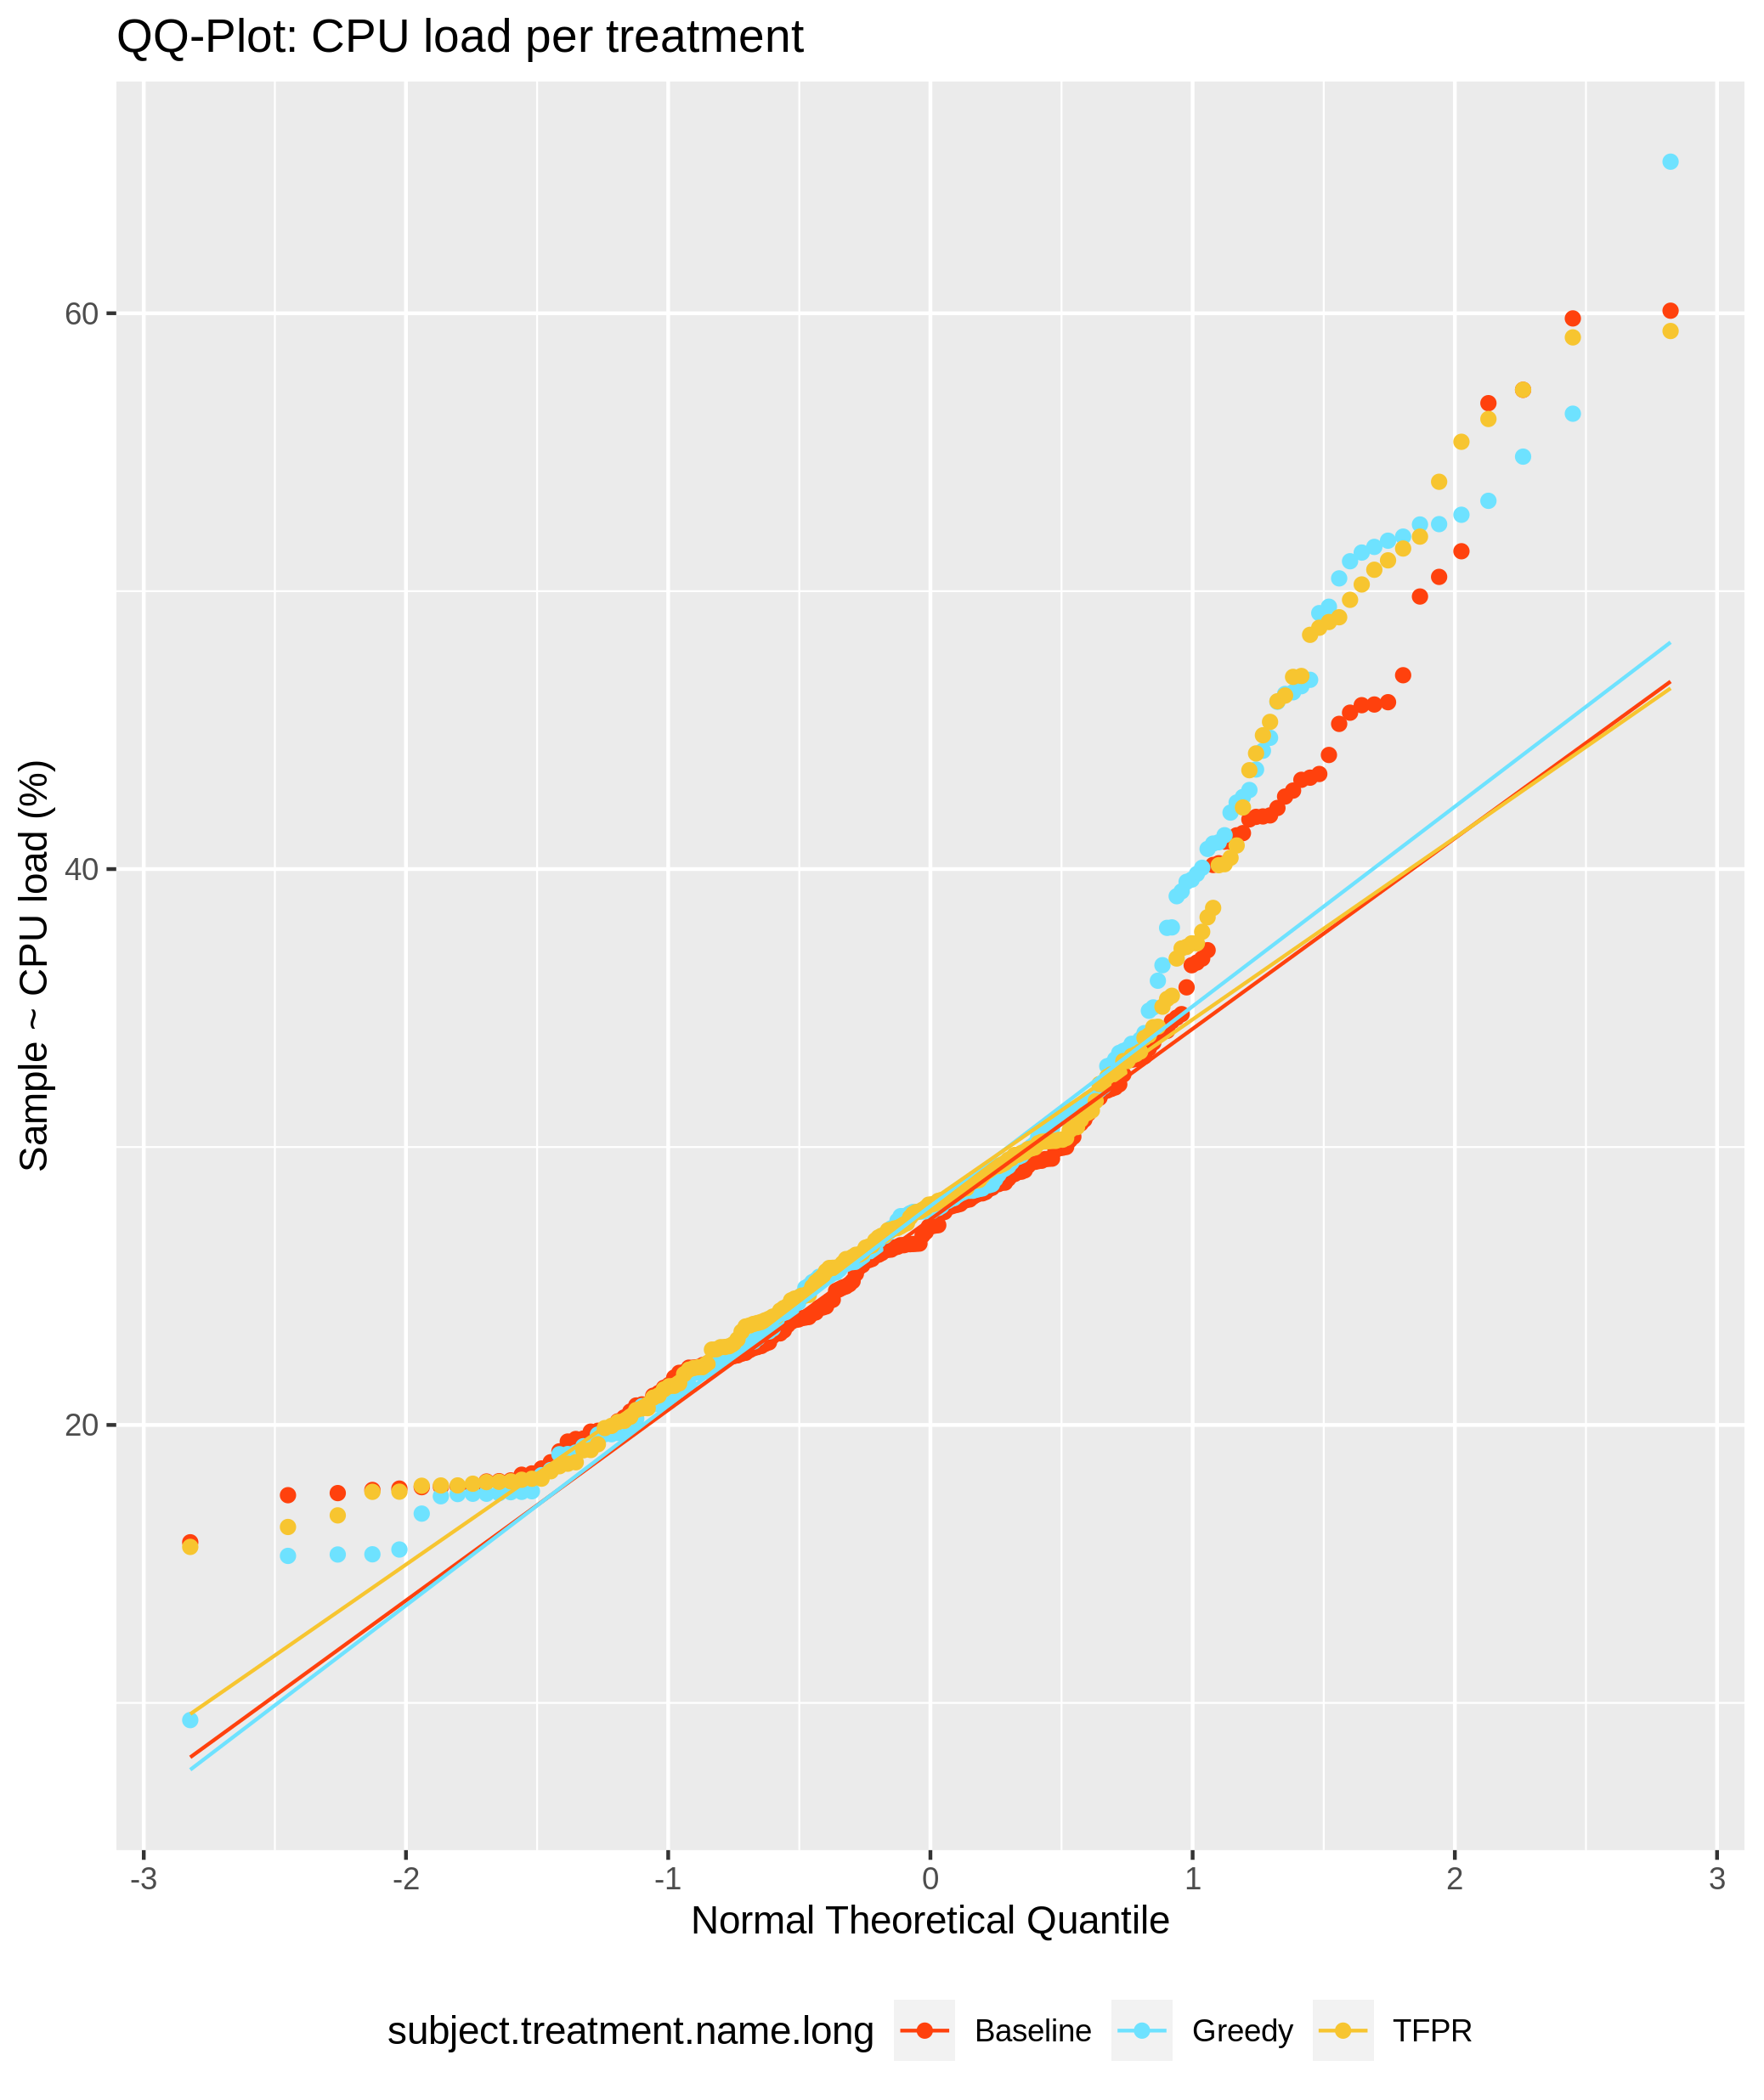 QQ-Plot: CPU load per treatment
Sample ~ CPU load (%)
60
40
20
-3 -2 -1 0 1 2 3
Normal Theoretical Quantile
subject.treatment.name.long Baseline Greedy TFPR